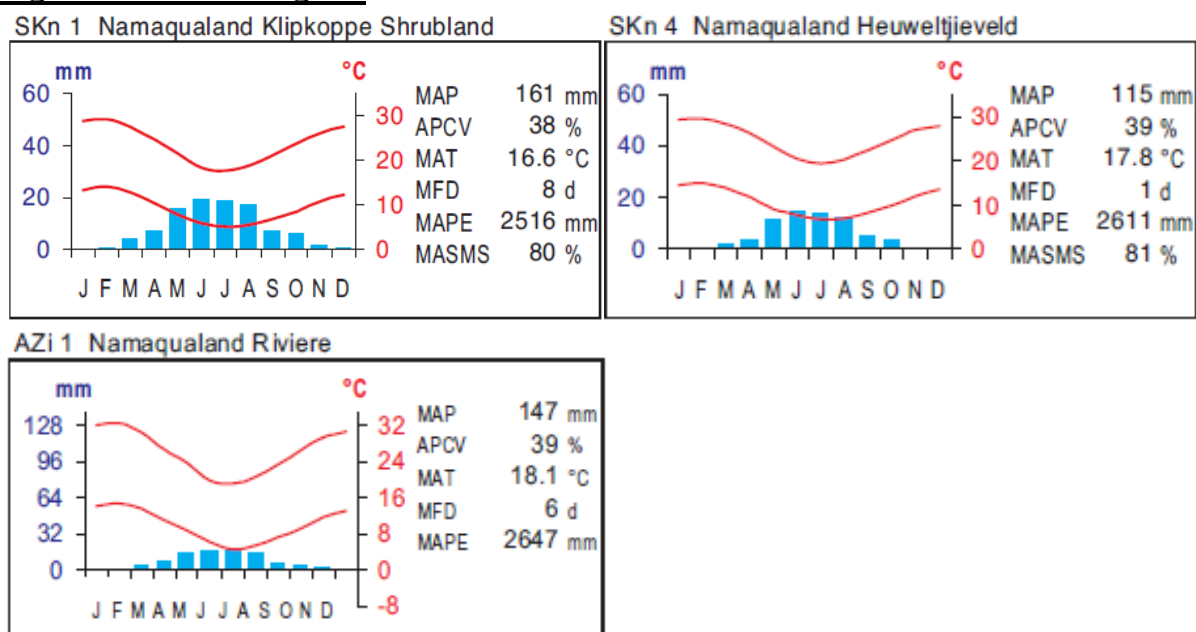 SKn 1 Namaqualand Klipkoppe Shrubland
mm °C
60
40
20
0
30
20
10
0
J F M A M J J A S O N D
MAP 161 mm
APCV 38 %
MAT 16.6 °C
MFD 8 d
MAPE 2516 mm
MASMS 80 %
SKn 4 Namaqualand Heuweltjieveld
mm °C
60
40
20
0
30
20
10
0
J F M A M J J A S O N D
MAP 115 mm
APCV 39 %
MAT 17.8 °C
MFD 1 d
MAPE 2611 mm
MASMS 81 %
AZi 1 Namaqualand Riviere
mm °C
128
96
64
32
0
32
24
16
8
0
-8
J F M A M J J A S O N D
MAP 147 mm
APCV 39 %
MAT 18.1 °C
MFD 6 d
MAPE 2647 mm